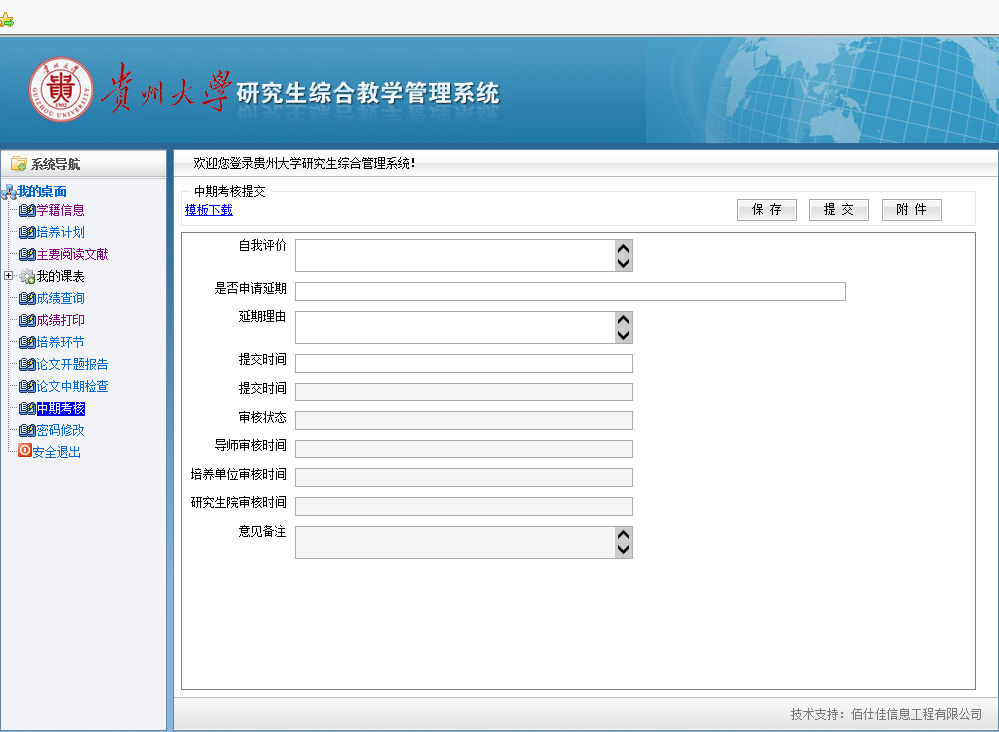 貴州大学
GUIZHOU UNIVERSITY
1902
貴州大学研究生综合教学管理系统
系统导航
欢迎您登录贵州大学研究生综合管理系统!
我的桌面
学籍信息
培养计划
主要阅读文献
我的课表
成绩查询
成绩打印
培养环节
论文开题报告
论文中期检查
中期考核
密码修改
安全退出
中期考核提交
模板下载
保 存
提 交
附 件
自我评价
是否申请延期
延期理由
提交时间
提交时间
审核状态
导师审核时间
培养单位审核时间
研究生院审核时间
意见备注
技术支持：佰仕佳信息工程有限公司